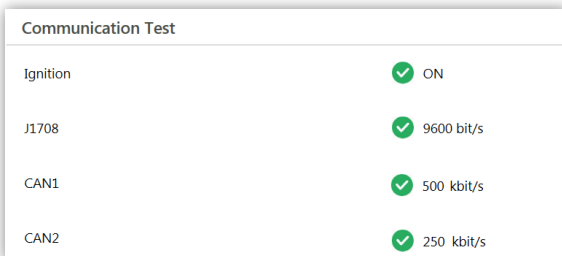 Communication Test
Ignition ON
J1708 9600 bit/s
CAN1 500 kbit/s
CAN2 250 kbit/s